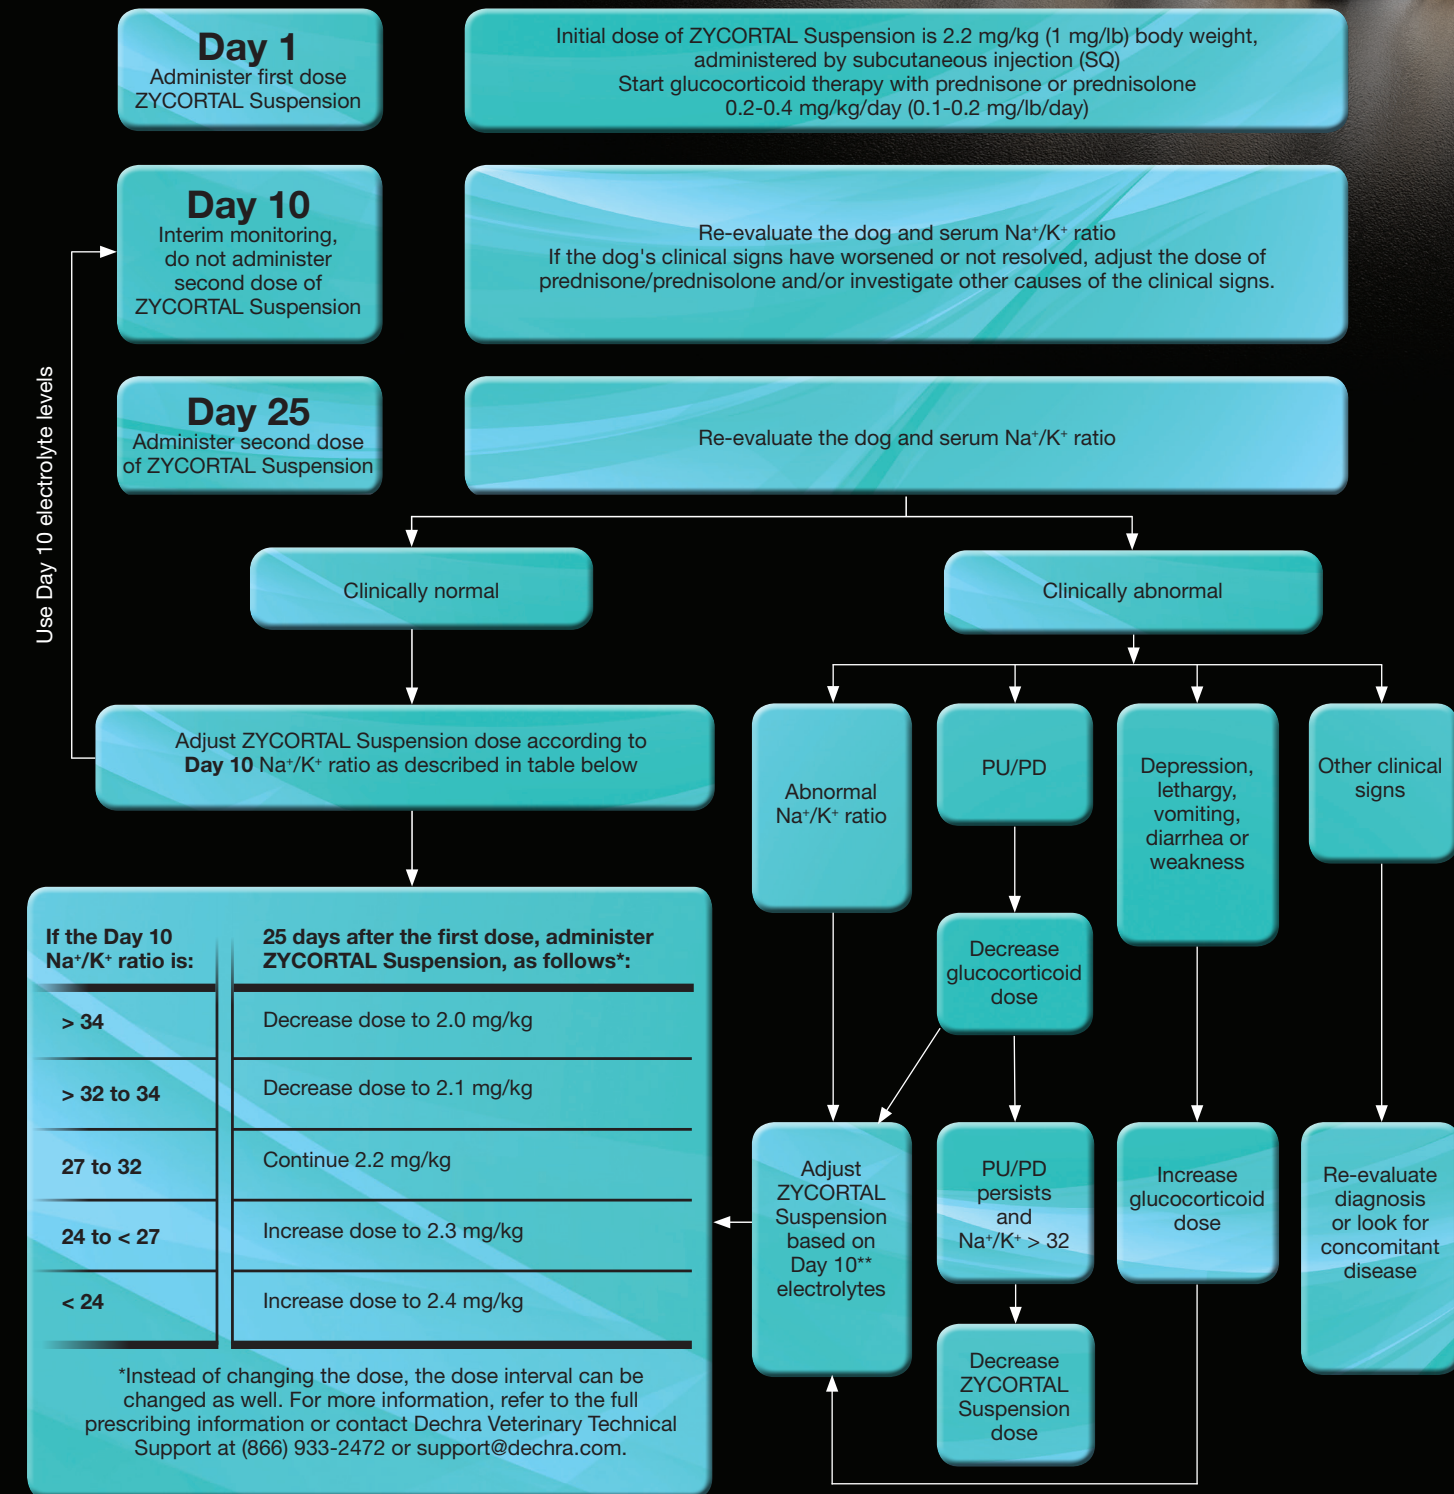 Day 1
Administer first dose
ZYCORTAL Suspension
Initial dose of ZYCORTAL Suspension is 2.2 mg/kg (1 mg/lb) body weight,
administered by subcutaneous injection (SQ)
Start glucocorticoid therapy with prednisone or prednisolone
0.2-0.4 mg/kg/day (0.1-0.2 mg/lb/day)
Day 10
Interim monitoring,
do not administer
second dose of
ZYCORTAL Suspension
Re-evaluate the dog and serum Na⁺/K⁺ ratio
If the dog's clinical signs have worsened or not resolved, adjust the dose of
prednisone/prednisolone and/or investigate other causes of the clinical signs.
Use Day 10 electrolyte levels
Day 25
Administer second dose
of ZYCORTAL Suspension
Re-evaluate the dog and serum Na⁺/K⁺ ratio
Clinically normal
Clinically abnormal
Adjust ZYCORTAL Suspension dose according to
Day 10 Na⁺/K⁺ ratio as described in table below
Abnormal
Na⁺/K⁺ ratio
PU/PD
Depression,
lethargy,
vomiting,
diarrhea or
weakness
Other clinical
signs
Decrease
glucocorticoid
dose
If the Day 10
Na⁺/K⁺ ratio is:
25 days after the first dose, administer
ZYCORTAL Suspension, as follows*:
> 34
Decrease dose to 2.0 mg/kg
> 32 to 34
Decrease dose to 2.1 mg/kg
27 to 32
Continue 2.2 mg/kg
24 to < 27
Increase dose to 2.3 mg/kg
< 24
Increase dose to 2.4 mg/kg
*Instead of changing the dose, the dose interval can be
changed as well. For more information, refer to the full
prescribing information or contact Dechra Veterinary Technical
Support at (866) 933-2472 or support@dechra.com.
Adjust
ZYCORTAL
Suspension
based on
Day 10**
electrolytes
PU/PD
persists
and
Na⁺/K⁺ > 32
Increase
glucocorticoid
dose
Re-evaluate
diagnosis
or look for
concomitant
disease
Decrease
ZYCORTAL
Suspension
dose